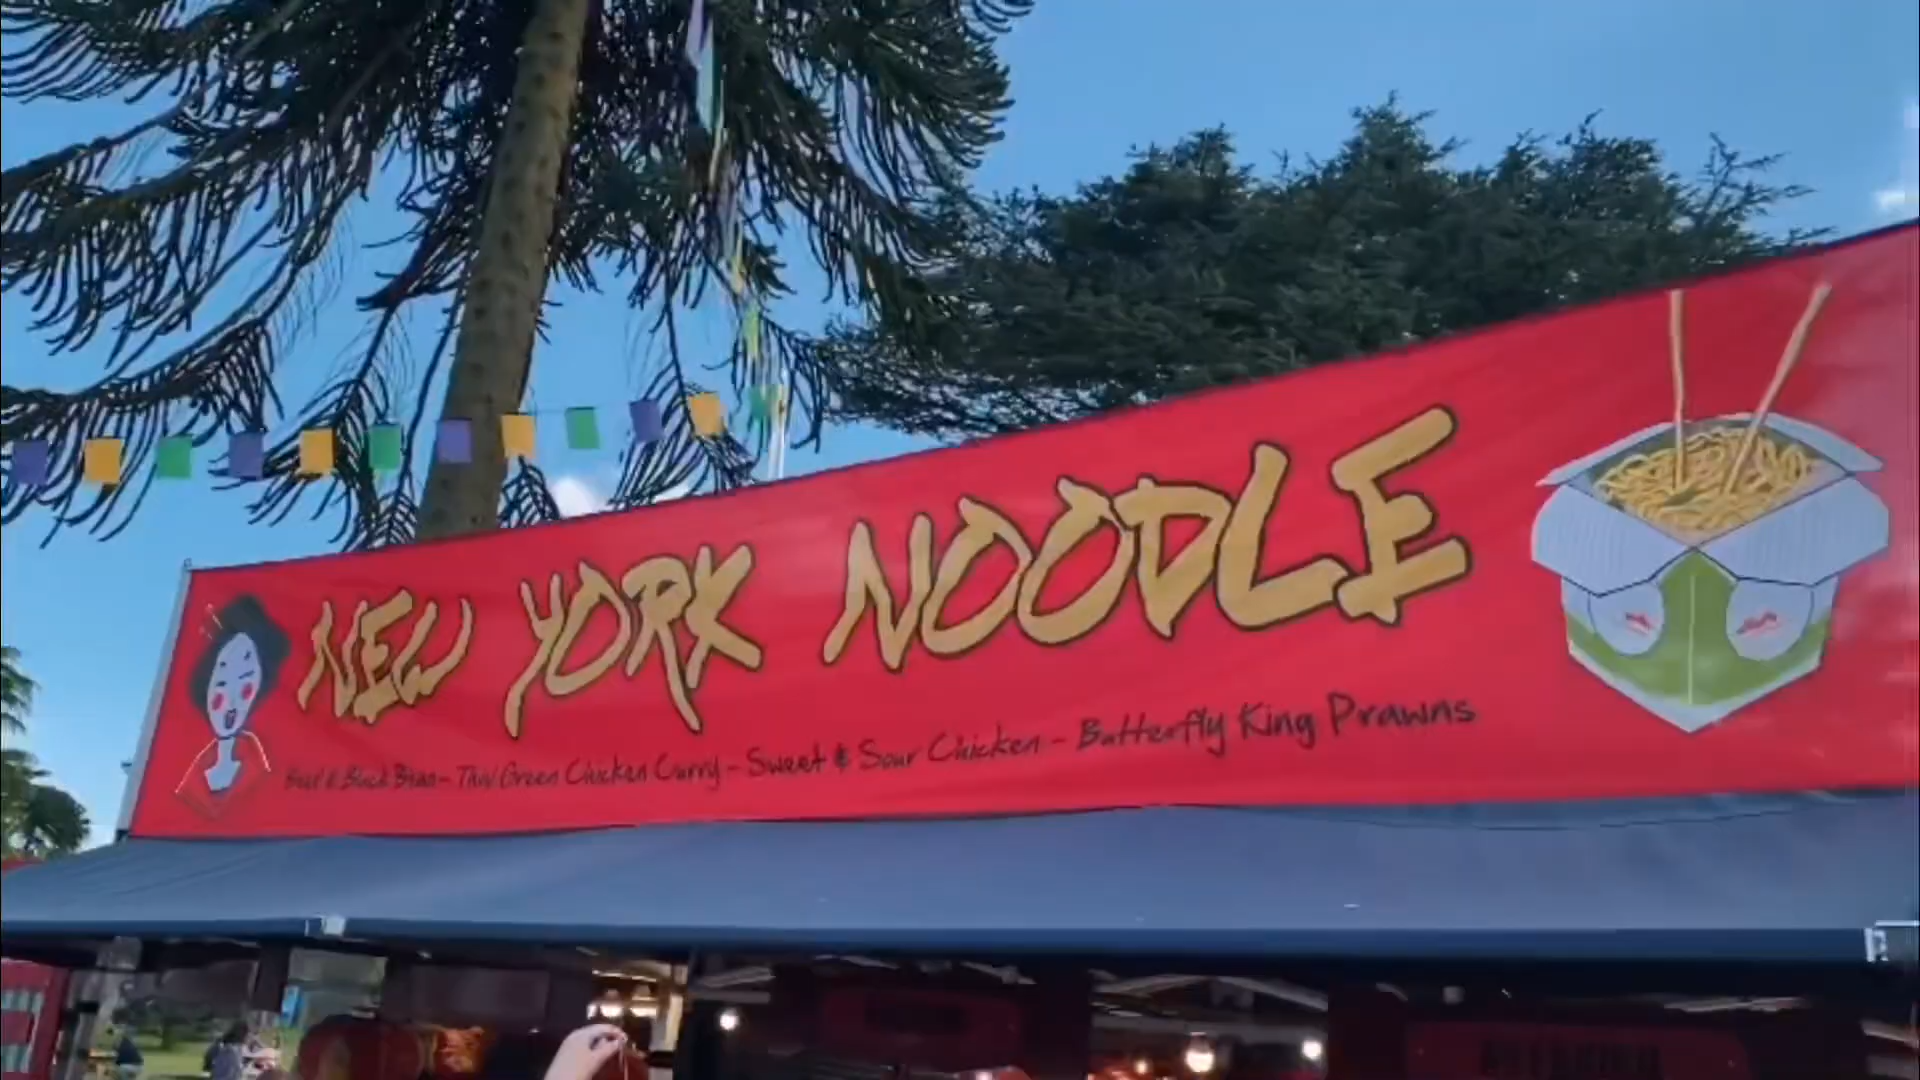 NEW YORK NOODLE
Beef & Black Bean - Thai Green Chicken Curry - Sweet & Sour Chicken - Butterfly King Prawns